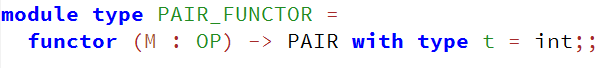 module type PAIR_FUNCTOR =
functor (M : OP) -> PAIR with type t = int;;